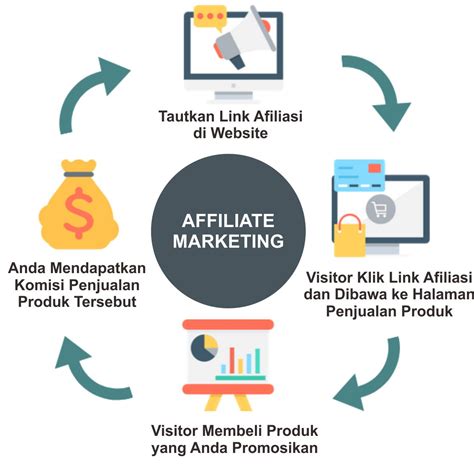 Tautkan Link Afiliasi
di Website
AFFILIATE
MARKETING
Visitor Klik Link Afiliasi
dan Dibawa ke Halaman
Penjualan Produk
Visitor Membeli Produk
yang Anda Promosikan
Anda Mendapatkan
Komisi Penjualan
Produk Tersebut
$